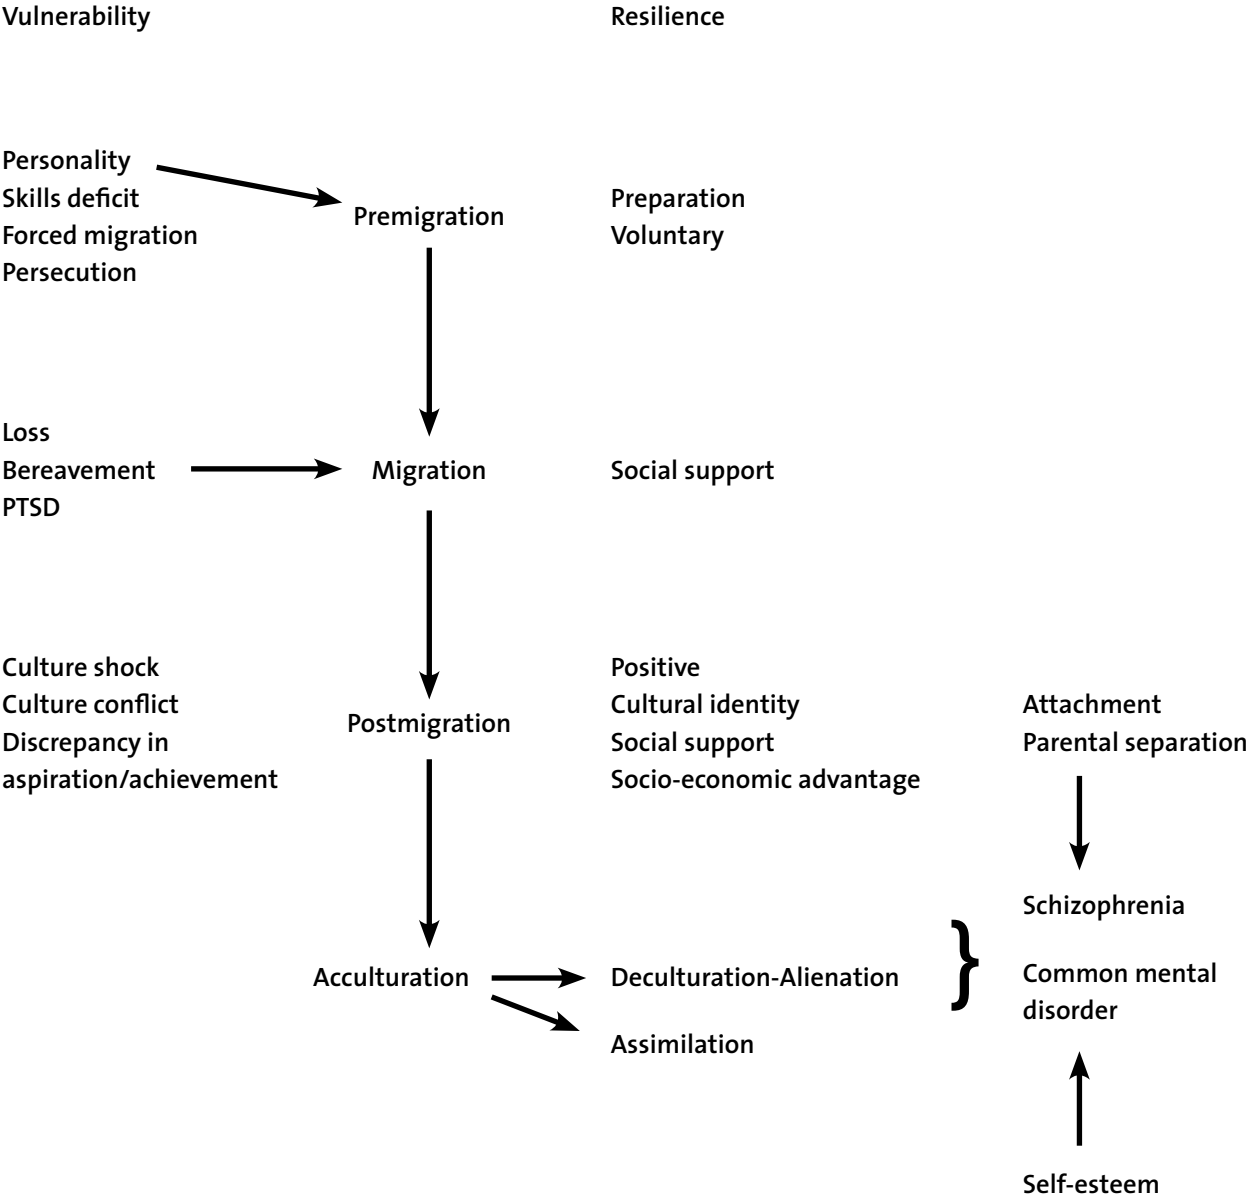 Vulnerability
Resilience
Personality
Skills deficit
Forced migration
Persecution
Premigration
Preparation
Voluntary
Loss
Bereavement
PTSD
Migration
Social support
Culture shock
Culture conflict
Discrepancy in
aspiration/achievement
Postmigration
Positive
Cultural identity
Social support
Socio-economic advantage
Attachment
Parental separation
Schizophrenia
Acculturation
Deculturation-Alienation
}
Common mental
disorder
Assimilation
Self-esteem